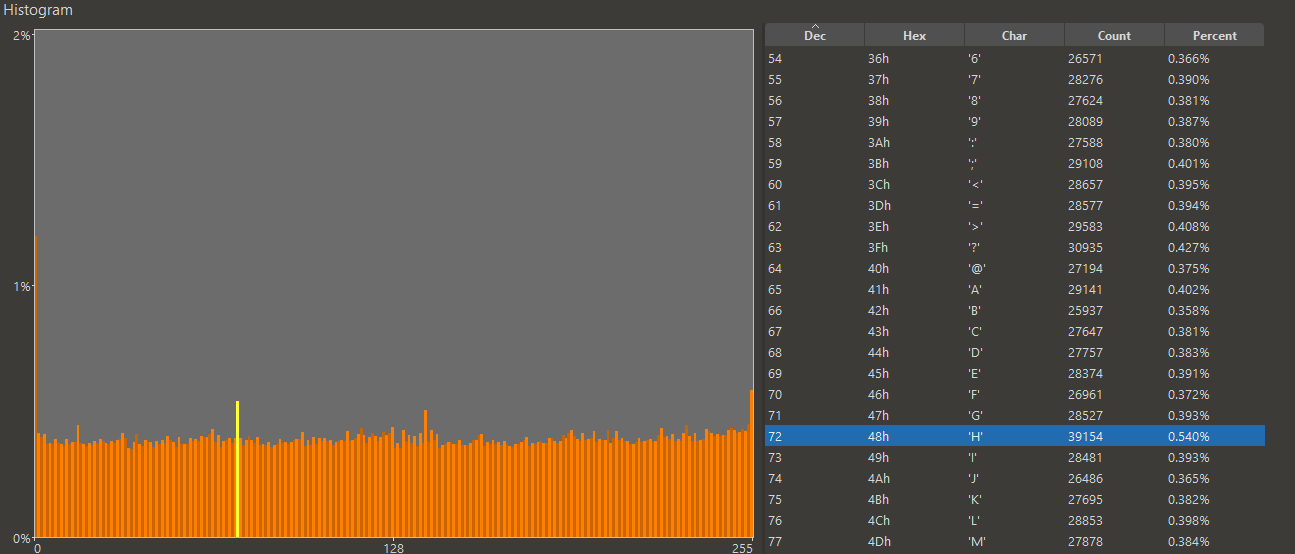 Histogram
2%
1%
0%
0 128 255
Dec Hex Char Count Percent
54 36h '6' 26571 0.366%
55 37h '7' 28276 0.390%
56 38h '8' 27624 0.381%
57 39h '9' 28089 0.387%
58 3Ah ':' 27588 0.380%
59 3Bh ';' 29108 0.401%
60 3Ch '<' 28657 0.395%
61 3Dh '=' 28577 0.394%
62 3Eh '>' 29583 0.408%
63 3Fh '?' 30935 0.427%
64 40h '@' 27194 0.375%
65 41h 'A' 29141 0.402%
66 42h 'B' 25937 0.358%
67 43h 'C' 27647 0.381%
68 44h 'D' 27757 0.383%
69 45h 'E' 28374 0.391%
70 46h 'F' 26961 0.372%
71 47h 'G' 28527 0.393%
72 48h 'H' 39154 0.540%
73 49h 'I' 28481 0.393%
74 4Ah 'J' 26486 0.365%
75 4Bh 'K' 27695 0.382%
76 4Ch 'L' 28853 0.398%
77 4Dh 'M' 27878 0.384%